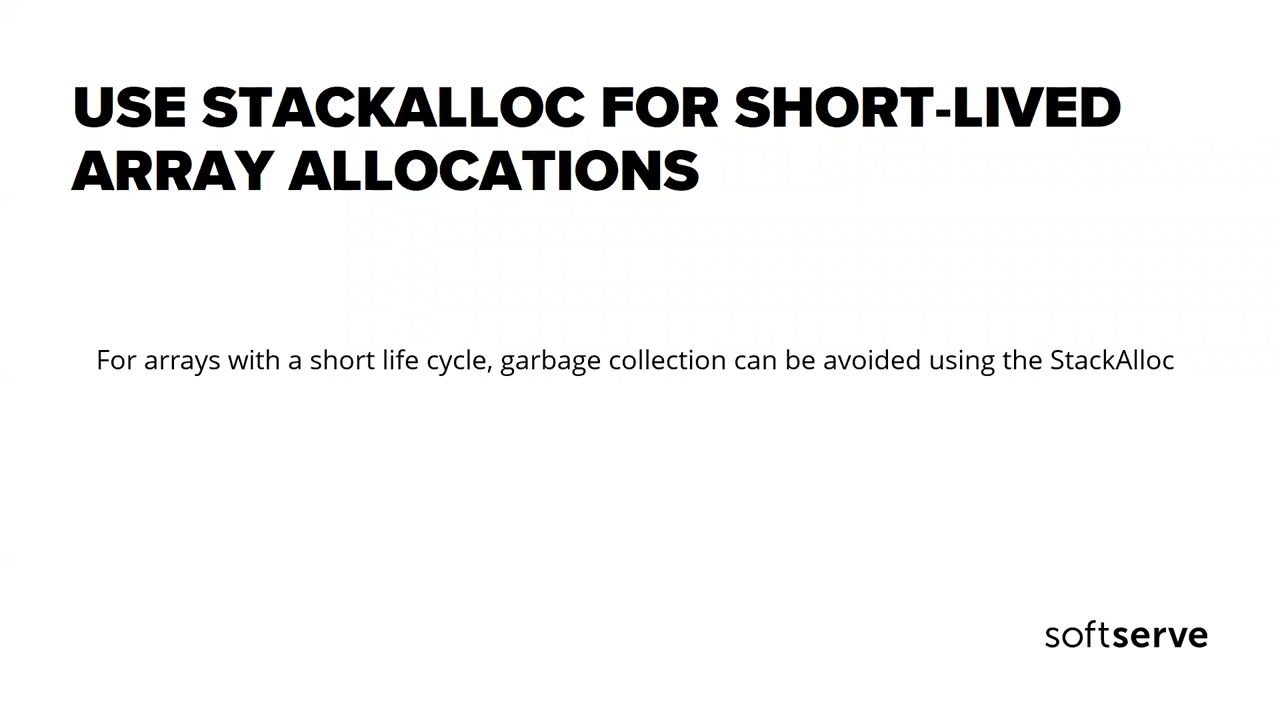 USE STACKALLOC FOR SHORT-LIVED
ARRAY ALLOCATIONS
For arrays with a short life cycle, garbage collection can be avoided using the StackAlloc
softserve